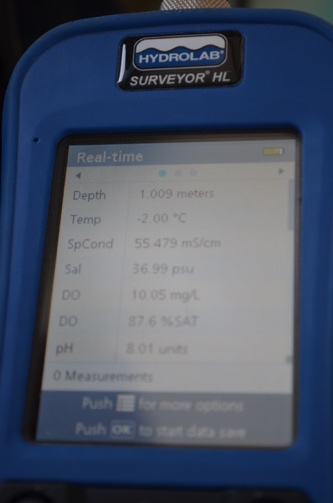 HYDROLAB®
SURVEYOR® HL
Real-time
Depth 1.009 meters
Temp -2.00 °C
SpCond 55.479 mS/cm
Sal 36.99 psu
DO 10.05 mg/L
DO 87.6 %SAT
pH 8.01 units
0 Measurements
Push for more options
Push OK to start data save